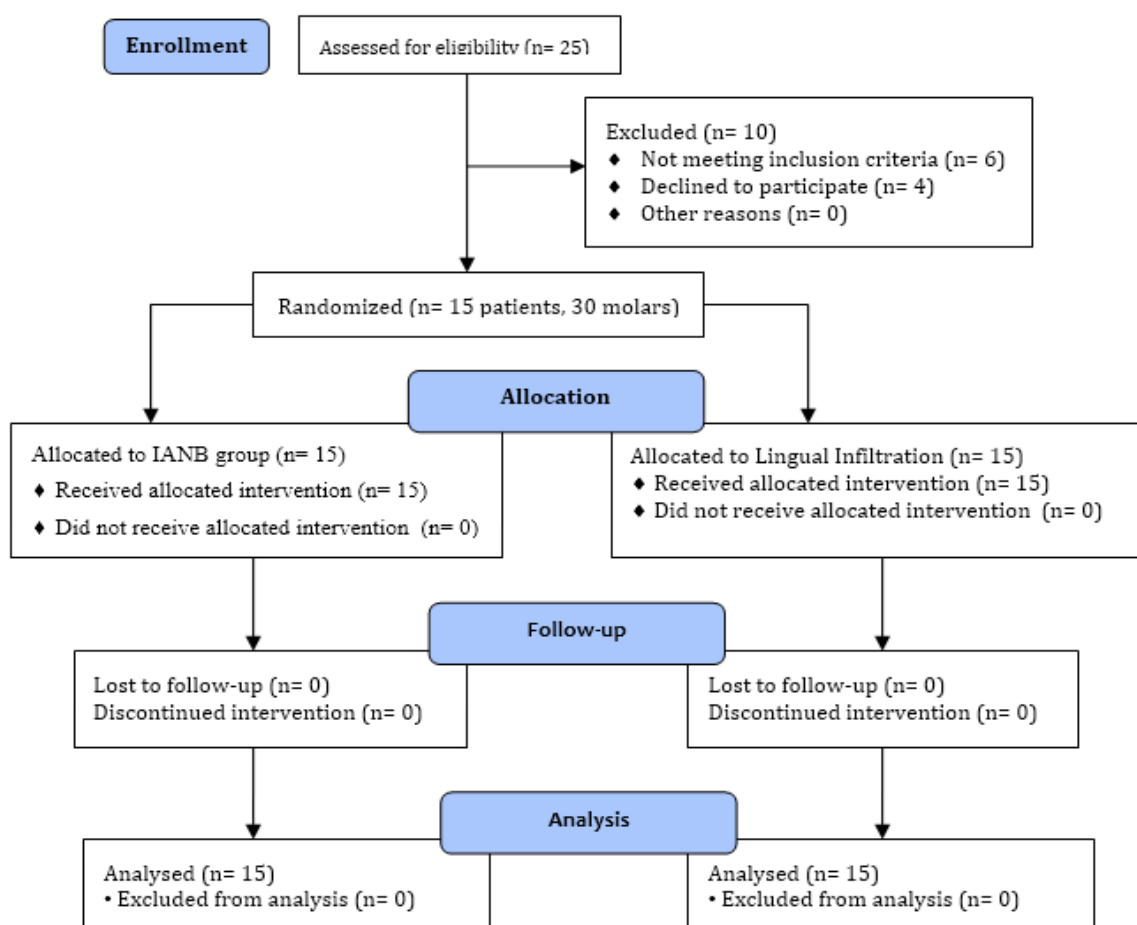 Enrollment
Assessed for eligibility (n= 25)
Excluded (n= 10)
♦ Not meeting inclusion criteria (n= 6)
♦ Declined to participate (n= 4)
♦ Other reasons (n= 0)
Randomized (n= 15 patients, 30 molars)
Allocation
Allocated to IANB group (n= 15)
♦ Received allocated intervention (n= 15)
♦ Did not receive allocated intervention (n= 0)
Allocated to Lingual Infiltration (n= 15)
♦ Received allocated intervention (n= 15)
♦ Did not receive allocated intervention (n= 0)
Follow-up
Lost to follow-up (n= 0)
Discontinued intervention (n= 0)
Lost to follow-up (n= 0)
Discontinued intervention (n= 0)
Analysis
Analysed (n= 15)
• Excluded from analysis (n= 0)
Analysed (n= 15)
• Excluded from analysis (n= 0)